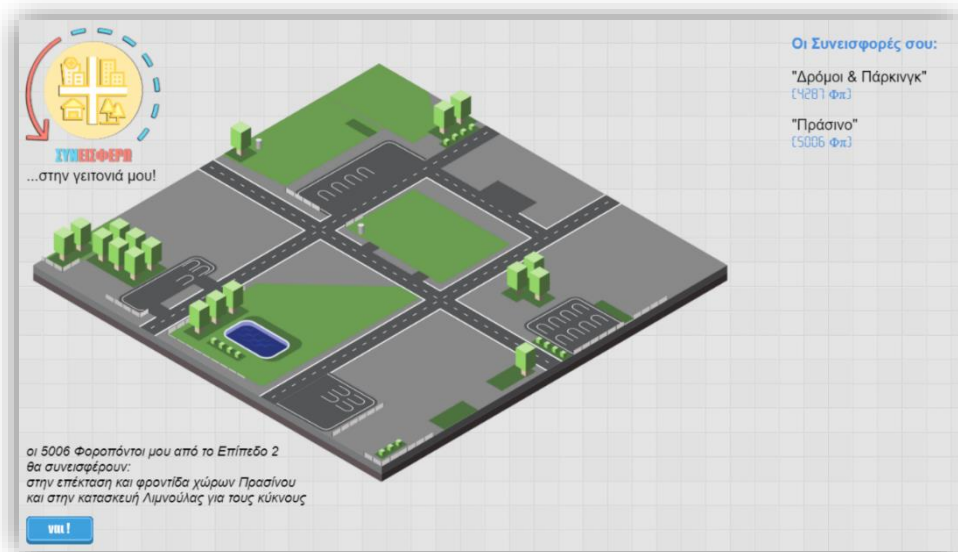 ΣΥΝΕΙΣΦΕΡΩ
...στην γειτονιά μου!
Οι Συνεισφορές σου:
"Δρόμοι & Πάρκινγκ"
(4287 Φπ)
"Πράσινο"
(5006 Φπ)
οι 5006 Φοροπόντοι μου από το Επίπεδο 2
θα συνεισφέρουν:
στην επέκταση και φροντίδα χώρων Πρασίνου
και στην κατασκευή Λιμνούλας για τους κύκνους
ναι !